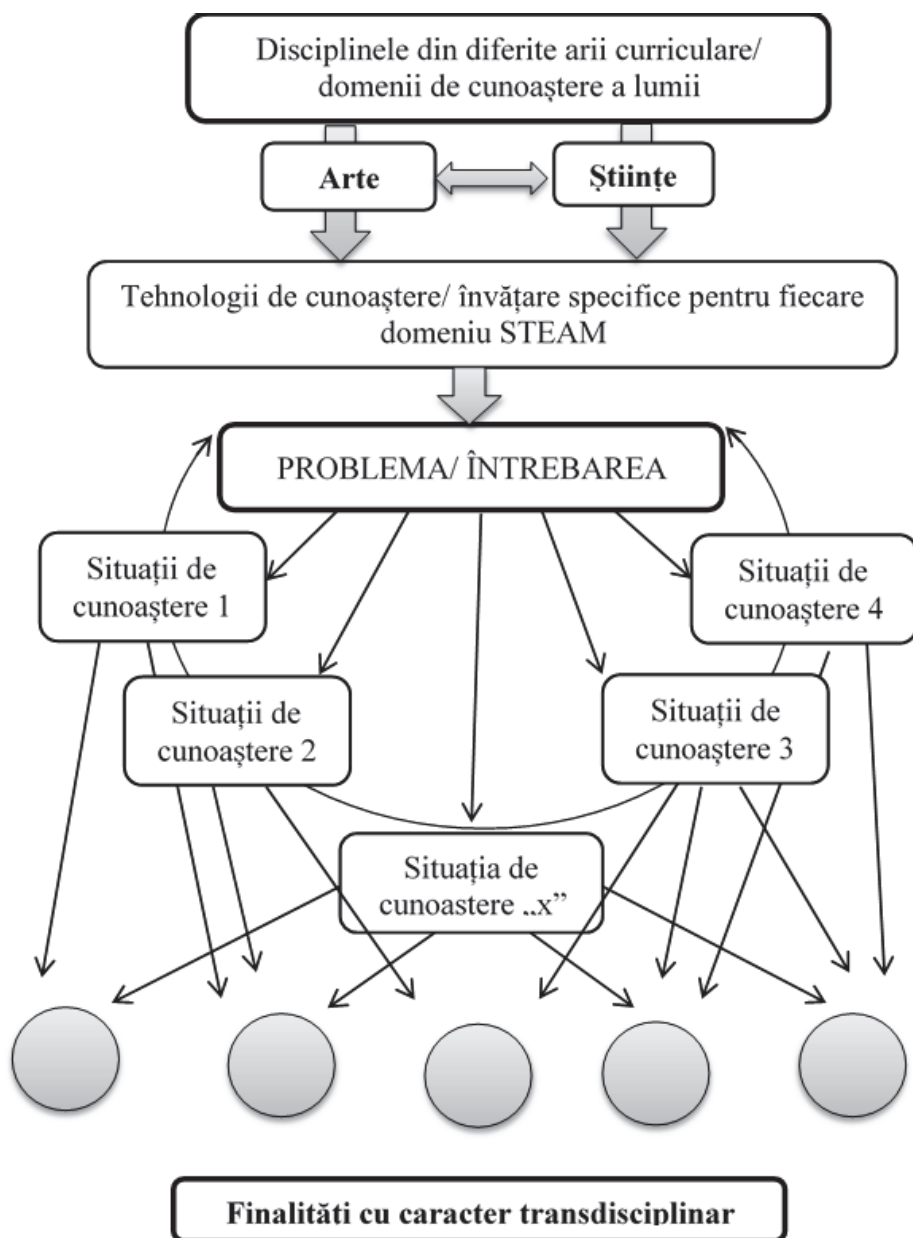 Disciplinele din diferite arii curriculare/
domenii de cunoaștere a lumii
Arte
Științe
Tehnologii de cunoaștere/ învățare specifice pentru fiecare
domeniu STEAM
PROBLEMA/ ÎNTREBAREA
Situații de
cunoaștere 1
Situații de
cunoaștere 4
Situații de
cunoaștere 2
Situații de
cunoaștere 3
Situația de
cunoastere „x”
Finalităti cu caracter transdisciplinar